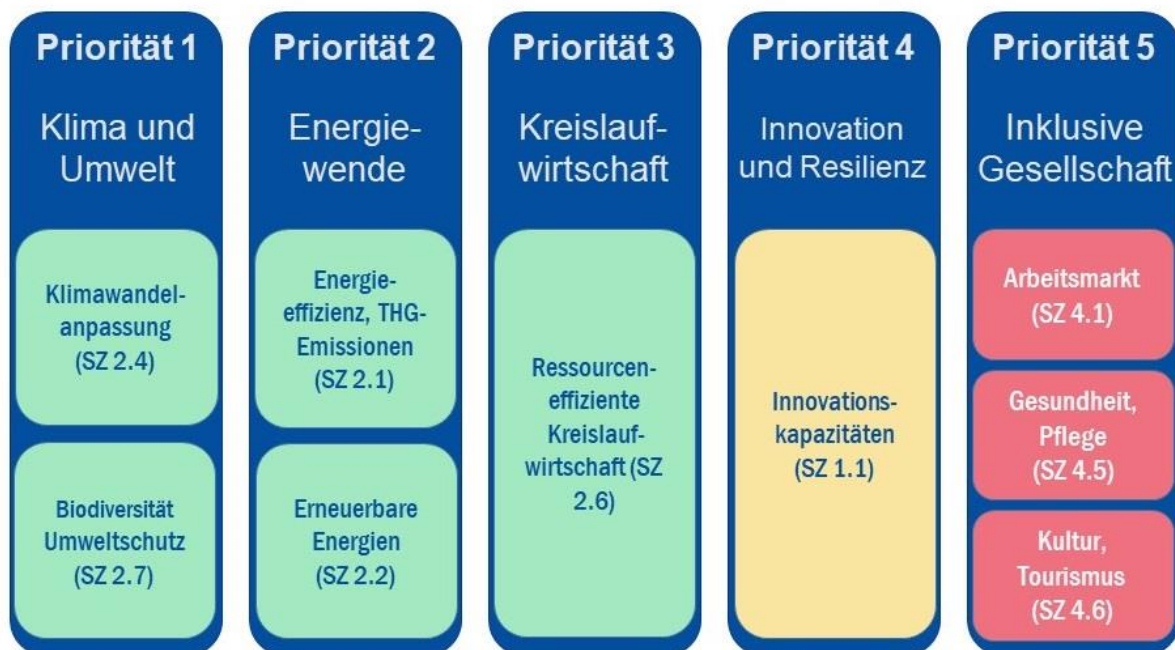 Priorität 1
Klima und
Umwelt
Klimawandel-
anpassung
(SZ 2.4)
Biodiversität
Umweltschutz
(SZ 2.7)
Priorität 2
Energie-
wende
Energie-
effizienz, THG-
Emissionen
(SZ 2.1)
Erneuerbare
Energien
(SZ 2.2)
Priorität 3
Kreislauf-
wirtschaft
Ressourcen-
effiziente
Kreislauf-
wirtschaft (SZ
2.6)
Priorität 4
Innovation
und Resilienz
Innovations-
kapazitäten
(SZ 1.1)
Priorität 5
Inklusive
Gesellschaft
Arbeitsmarkt
(SZ 4.1)
Gesundheit,
Pflege
(SZ 4.5)
Kultur,
Tourismus
(SZ 4.6)